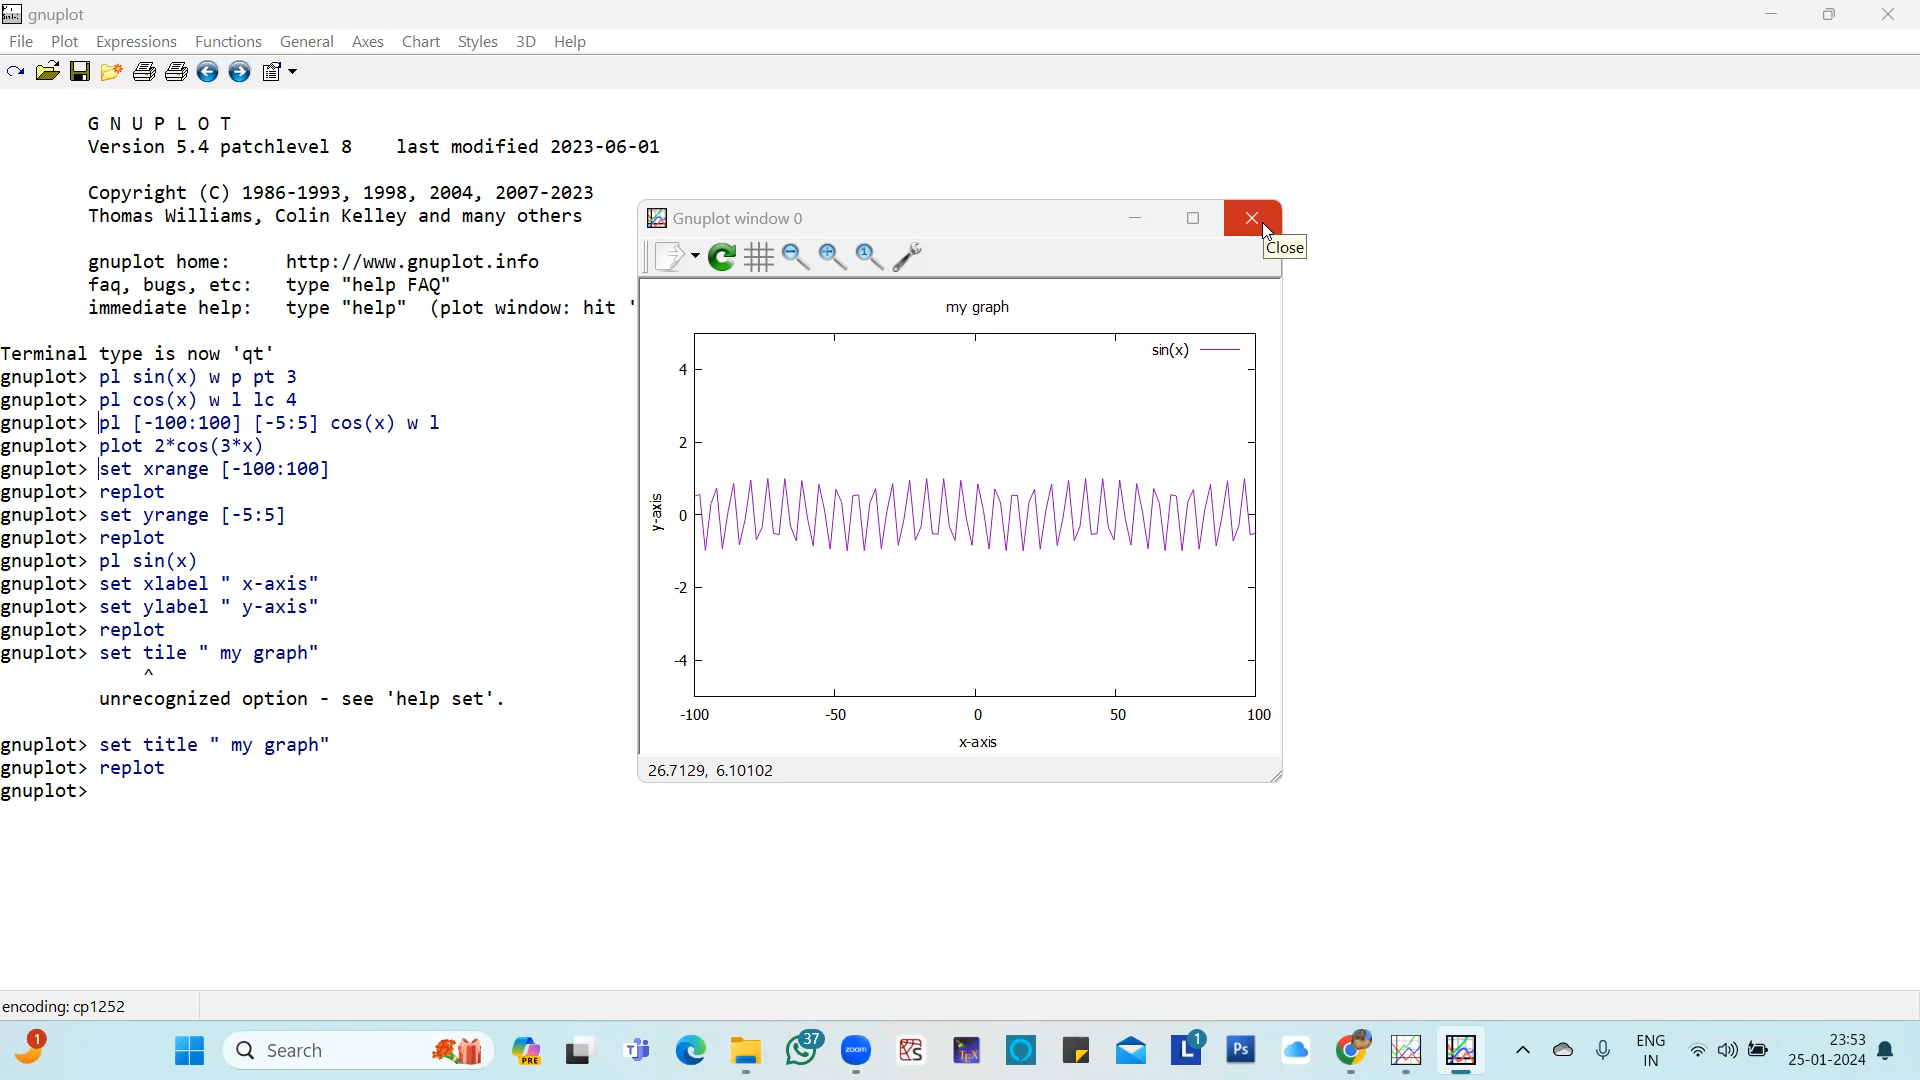 gnuplot
File Plot Expressions Functions General Axes Chart Styles 3D Help
G N U P L O T
Version 5.4 patchlevel 8    last modified 2023-06-01
Copyright (C) 1986-1993, 1998, 2004, 2007-2023
Thomas Williams, Colin Kelley and many others
gnuplot home:     http://www.gnuplot.info
faq, bugs, etc:   type "help FAQ"
immediate help:   type "help"  (plot window: hit '
Terminal type is now 'qt'
gnuplot> pl sin(x) w p pt 3
gnuplot> pl cos(x) w l lc 4
gnuplot> pl [-100:100] [-5:5] cos(x) w l
gnuplot> plot 2*cos(3*x)
gnuplot> set xrange [-100:100]
gnuplot> replot
gnuplot> set yrange [-5:5]
gnuplot> replot
gnuplot> pl sin(x)
gnuplot> set xlabel " x-axis"
gnuplot> set ylabel " y-axis"
gnuplot> replot
gnuplot> set tile " my graph"
^
unrecognized option - see 'help set'.
gnuplot> set title " my graph"
gnuplot> replot
gnuplot>
Gnuplot window 0
Close
my graph
sin(x)
4
2
0
-2
-4
y-axis
-100 -50 0 50 100
x-axis
26.7129, 6.10102
encoding: cp1252
1
Search
PRE
37
zoom
TEX
L
1
Ps
ENG
IN
23:53
25-01-2024